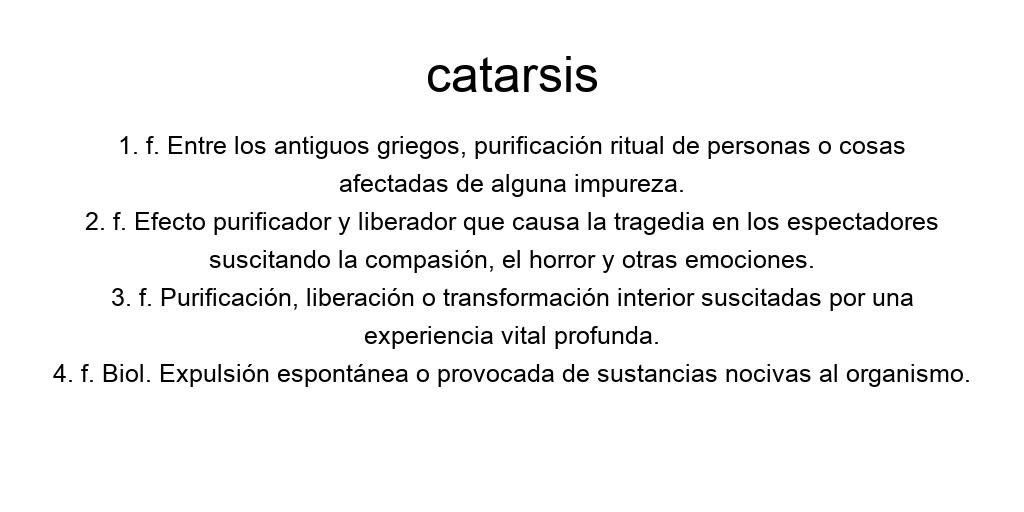 catarsis
1. f. Entre los antiguos griegos, purificación ritual de personas o cosas
afectadas de alguna impureza.
2. f. Efecto purificador y liberador que causa la tragedia en los espectadores
suscitando la compasión, el horror y otras emociones.
3. f. Purificación, liberación o transformación interior suscitadas por una
experiencia vital profunda.
4. f. Biol. Expulsión espontánea o provocada de sustancias nocivas al organismo.